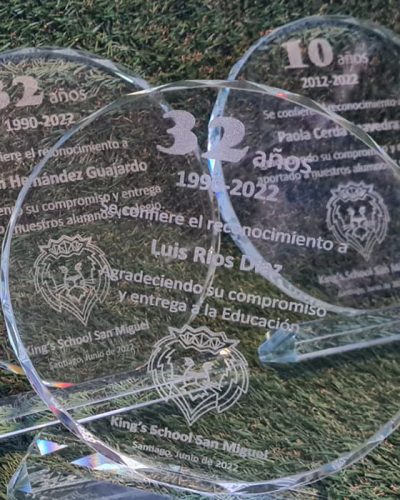 32 años
1990-2022
el reconocimiento a
Hernández Guajardo
su compromiso y entrega
nuestros alumnos
King's School San Miguel
Santiago, Junio de 2022
10 años
2012-2022
Se confiere el reconocimiento
Paola Cerda
su compromiso y
aportado a nuestros alumnos
32 años
1990-2022
Se confiere el reconocimiento a
Luis Ríos Díaz
Agradeciendo su compromiso
y entrega a la Educación
King's School San Miguel
Santiago, Junio de 2022